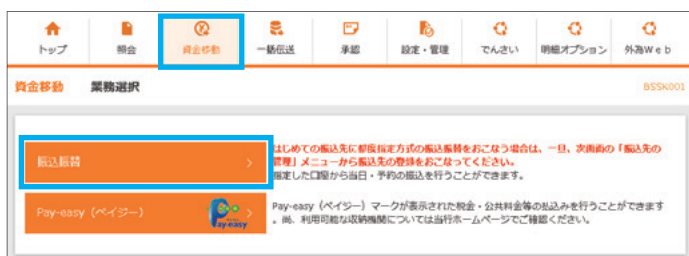 トップ
照会
資金移動
一括伝送
承認
設定・管理
でんさい
明細オプション
外為Web
資金移動 業務選択
BSSK001
振込振替
はじめての振込先に都度指定方式の振込振替をおこなう場合は、一旦、次画面の「振込先の
管理」メニューから振込先の登録をおこなってください。
指定した口座から当日・予約の振込を行うことができます。
Pay-easy（ペイジー）
Pay-easy
Pay-easy（ペイジー）マークが表示された税金・公共料金等の払込みを行うことができます
。尚、利用可能な収納機関については当行ホームページでご確認ください。